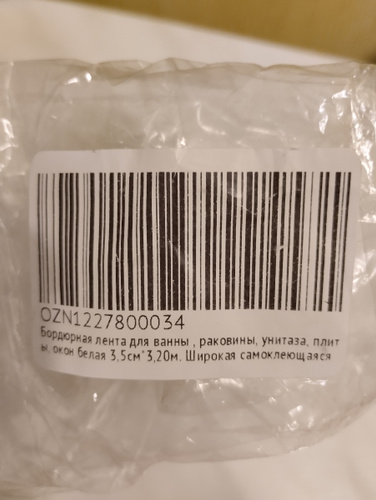 OZN1227800034
Бордюрная лента для ванны , раковины, унитаза, плит
ы, окон белая 3,5см*3,20м. Широкая самоклеющаяся